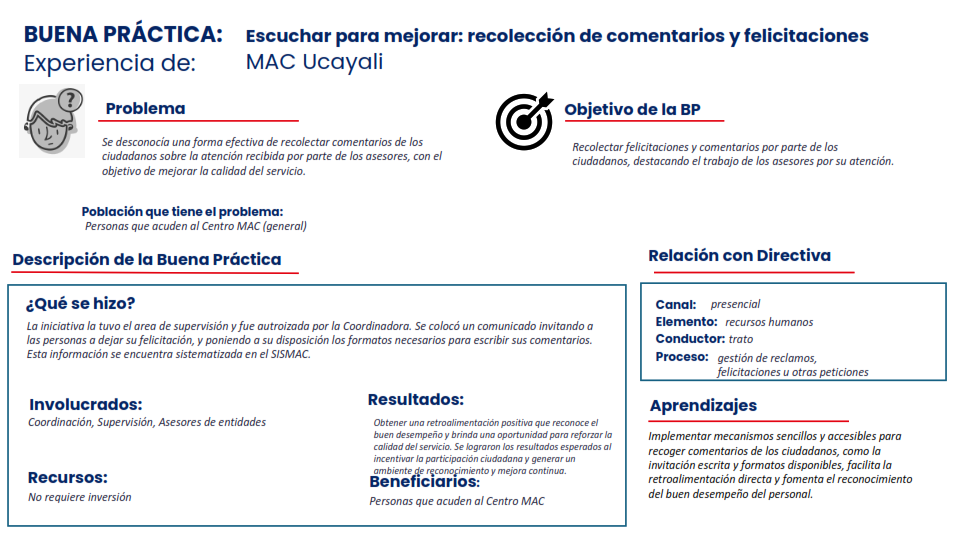 BUENA PRÁCTICA:
Escuchar para mejorar: recolección de comentarios y felicitaciones
Experiencia de:
MAC Ucayali
?
Problema
Se desconocía una forma efectiva de recolectar comentarios de los
ciudadanos sobre la atención recibida por parte de los asesores, con el
objetivo de mejorar la calidad del servicio.
Objetivo de la BP
Recolectar felicitaciones y comentarios por parte de los
ciudadanos, destacando el trabajo de los asesores por su atención.
Población que tiene el problema:
Personas que acuden al Centro MAC (general)
Descripción de la Buena Práctica
¿Qué se hizo?
La iniciativa la tuvo el area de supervisión y fue autroizada por la Coordinadora. Se colocó un comunicado invitando a
las personas a dejar su felicitación, y poniendo a su disposición los formatos necesarios para escribir sus comentarios.
Esta información se encuentra sistematizada en el SISMAC.
Involucrados:
Coordinación, Supervisión, Asesores de entidades
Recursos:
No requiere inversión
Resultados:
Obtener una retroalimentación positiva que reconoce el
buen desempeño y brinda una oportunidad para reforzar la
calidad del servicio. Se lograron los resultados esperados al
incentivar la participación ciudadana y generar un
ambiente de reconocimiento y mejora continua.
Beneficiarios:
Personas que acuden al Centro MAC
Relación con Directiva
Canal: presencial
Elemento: recursos humanos
Conductor: trato
Proceso: gestión de reclamos,
felicitaciones u otras peticiones
Aprendizajes
Implementar mecanismos sencillos y accesibles para
recoger comentarios de los ciudadanos, como la
invitación escrita y formatos disponibles, facilita la
retroalimentación directa y fomenta el reconocimiento
del buen desempeño del personal.